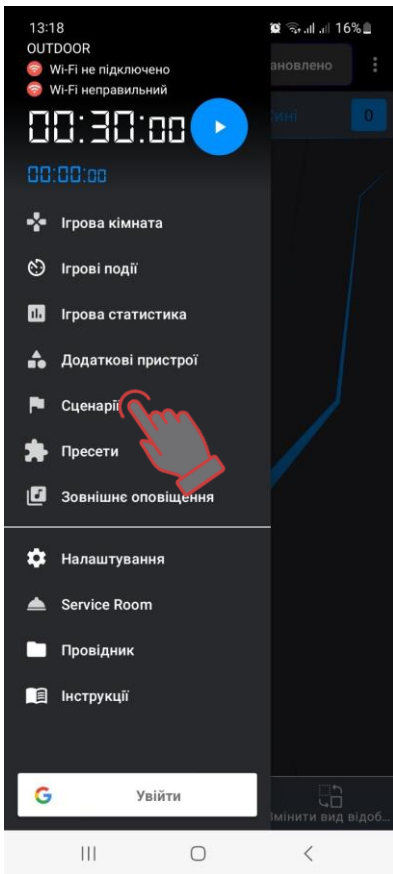 13:18
16%
OUTDOOR
Wi-Fi не підключено
Wi-Fi неправильний
00:30:00
00:00:00
ановлено
Сині
0
Ігрова кімната
Ігрові події
Ігрова статистика
Додаткові пристрої
Сценарії
Пресети
Зовнішнє оповіщення
Налаштування
Service Room
Провідник
Інструкції
G
Увійти
Змінити вид відоб...